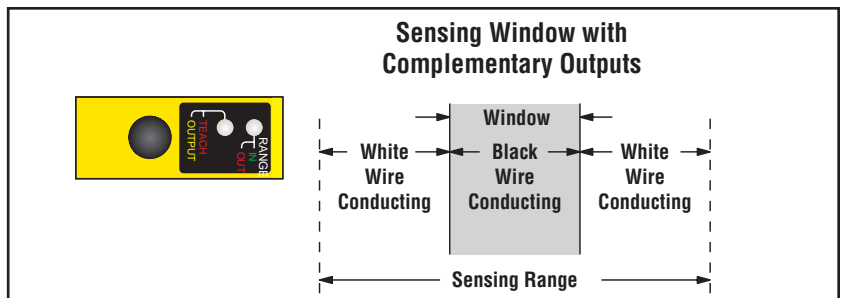 Sensing Window with
Complementary Outputs
TEACH
OUTPUT
RANGE
IN
OUT
Window
White
Wire
Conducting
Black
Wire
Conducting
White
Wire
Conducting
Sensing Range